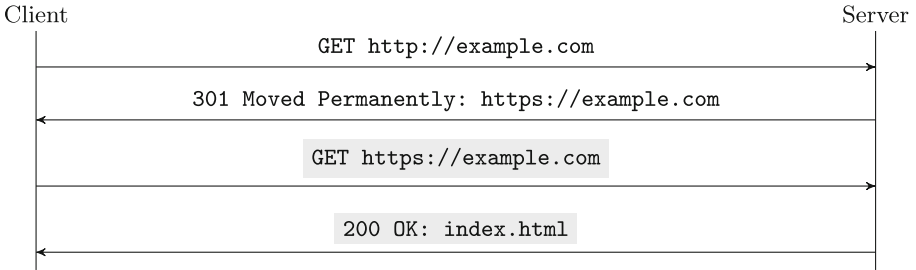 Client Server
GET http://example.com
301 Moved Permanently: https://example.com
GET https://example.com
200 OK: index.html